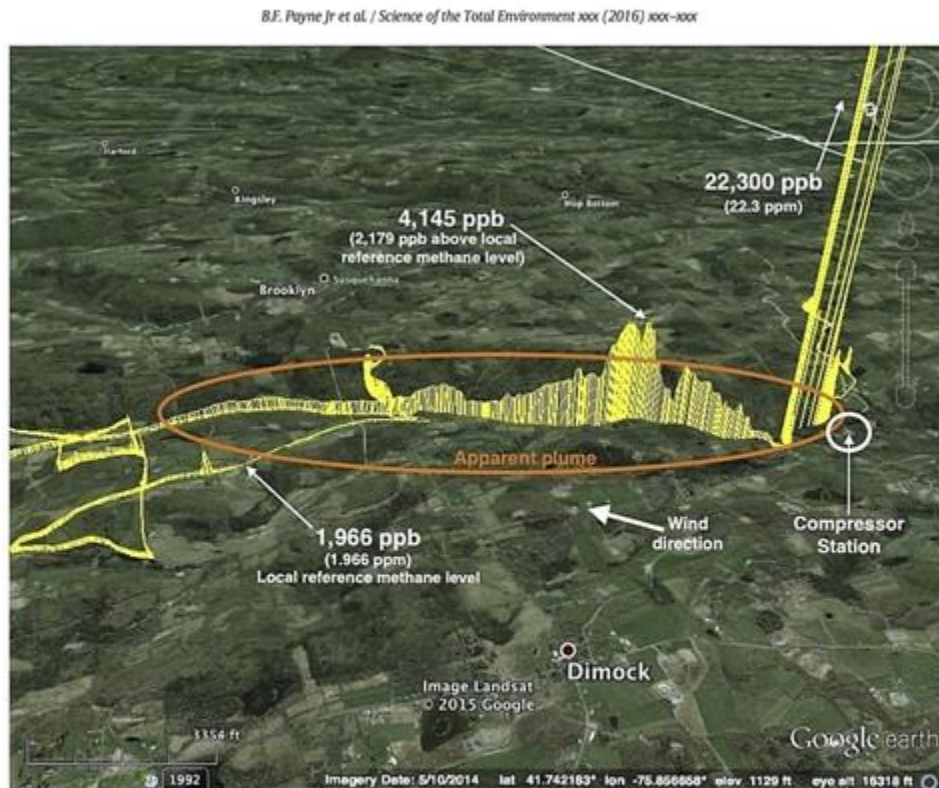 B.F. Payne Jr et al. / Science of the Total Environment xxx (2016) xxx–xxx
Harford
Kingsley
Hop Bottom
22,300 ppb
(22.3 ppm)
4,145 ppb
(2,179 ppb above local
reference methane level)
Brooklyn
Susquehanna
Apparent plume
1,966 ppb
(1.966 ppm)
Local reference methane level
Wind
direction
Compressor
Station
Dimock
Image Landsat
© 2015 Google
3354 ft
Google earth
1992
Imagery Date: 5/10/2014 lat 41.742163° lon -75.856658° elev 1129 ft eye alt 16318 ft